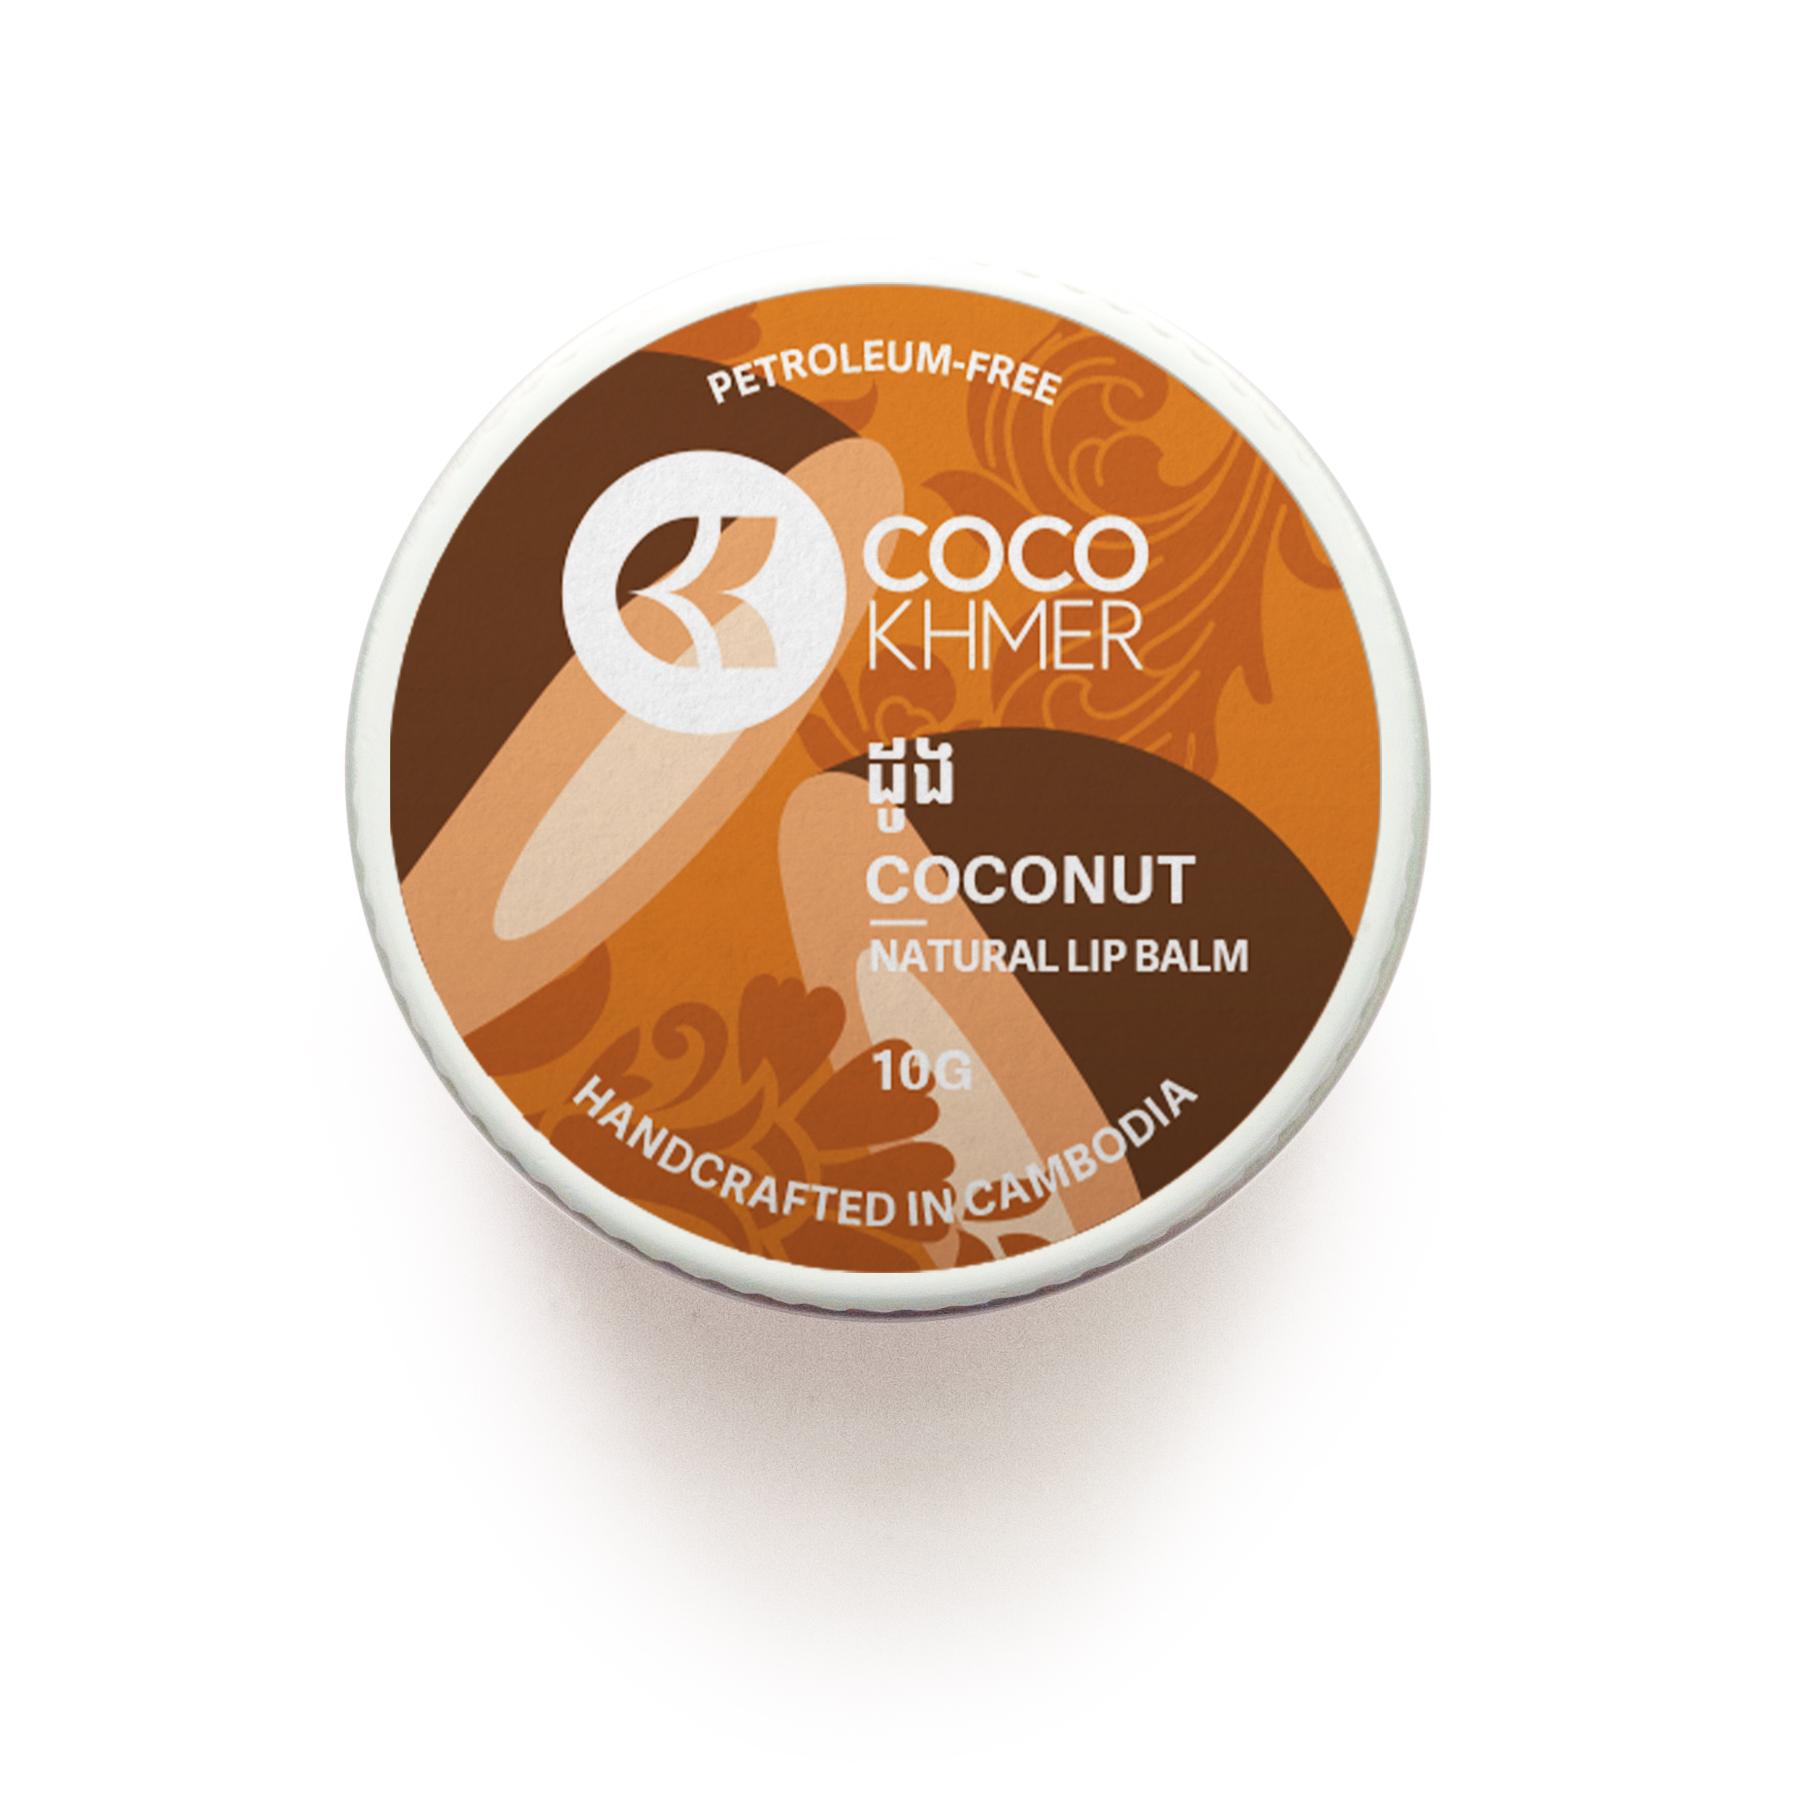 PETROLEUM-FREE
COCO
KHMER
ដូង
COCONUT
NATURAL LIP BALM
10G
HANDCRAFTED IN CAMBODIA